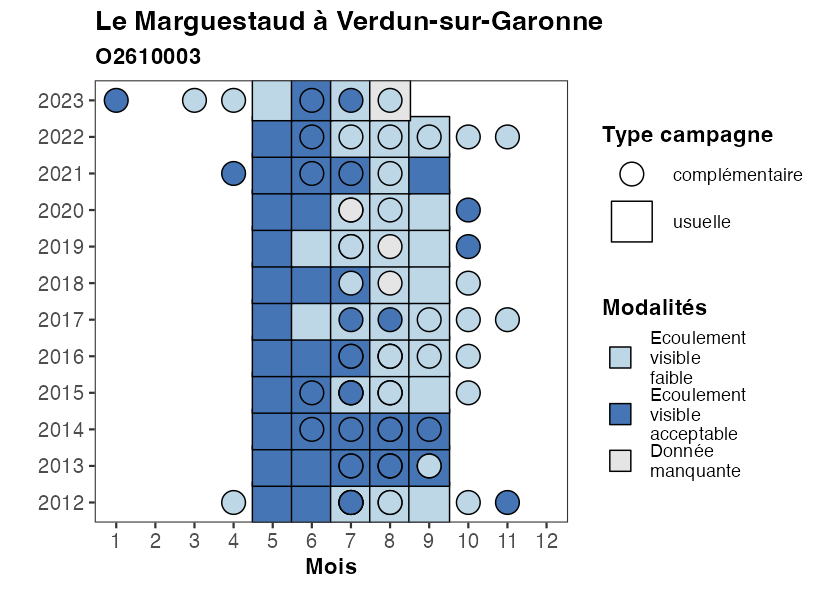 Le Marguestaud à Verdun-sur-Garonne
O2610003
2023
2022
2021
2020
2019
2018
2017
2016
2015
2014
2013
2012
1 2 3 4 5 6 7 8 9 10 11 12
Mois
Type campagne
complémentaire
usuelle
Modalités
Ecoulement
visible
faible
Ecoulement
visible
acceptable
Donnée
manquante